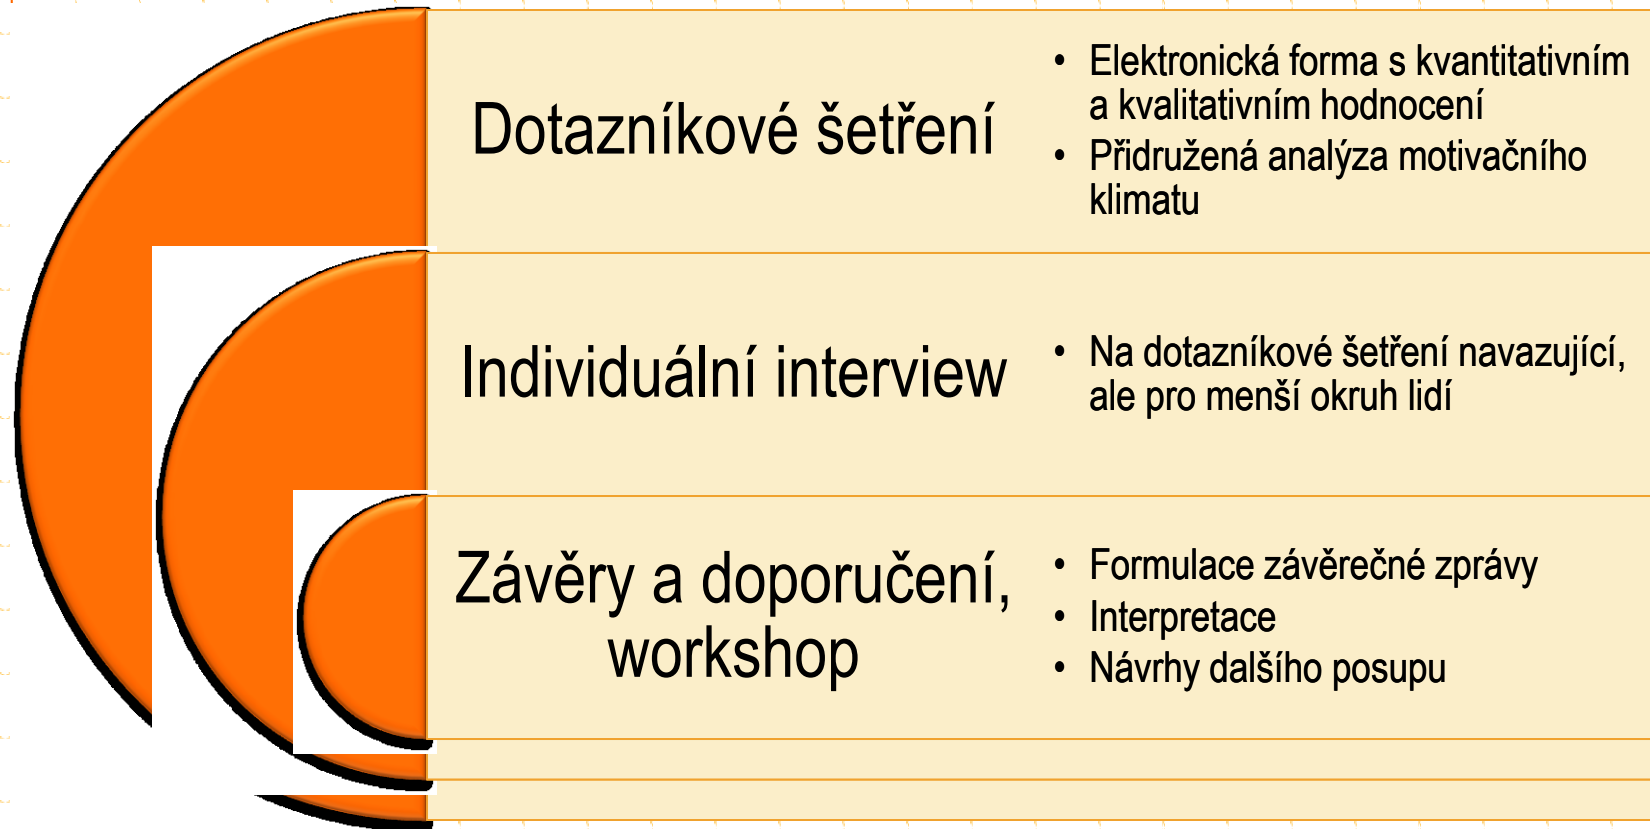 Dotazníkové šetření
• Elektronická forma s kvantitativním
a kvalitativním hodnocení
• Přidružená analýza motivačního
klimatu
Individuální interview
• Na dotazníkové šetření navazující,
ale pro menší okruh lidí
Závěry a doporučení,
workshop
• Formulace závěrečné zprávy
• Interpretace
• Návrhy dalšího posupu